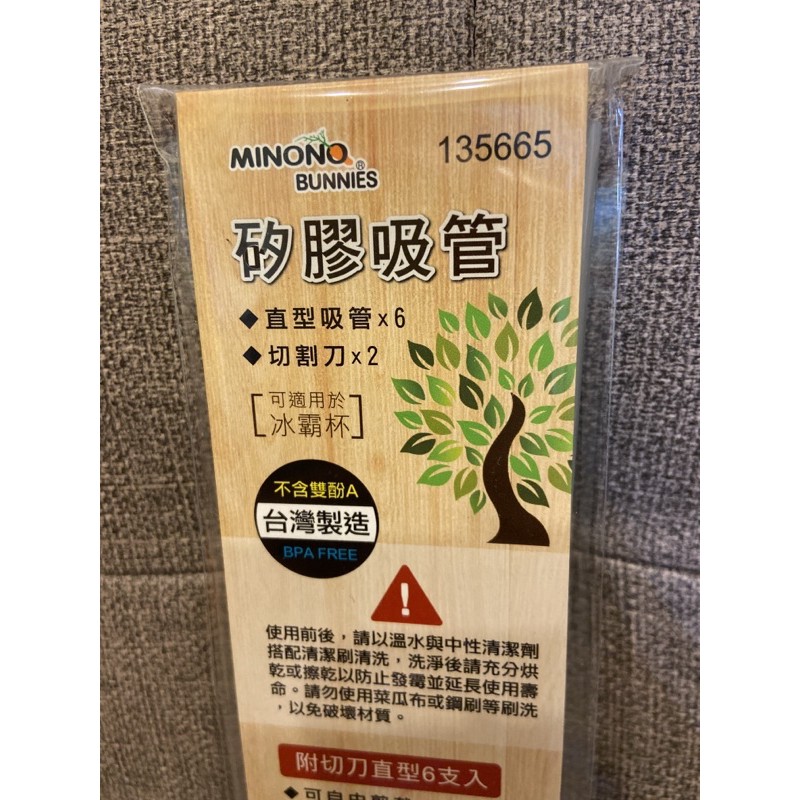 MINONO®
BUNNIES
135665
矽膠吸管
◆直型吸管x6
◆切割刀x2
[可適用於
冰霸杯]
不含雙酚A
台灣製造
BPA FREE
!
使用前後,請以溫水與中性清潔劑
搭配清潔刷清洗,洗淨後請充分烘
乾或擦乾以防止發霉並延長使用壽
命。請勿使用菜瓜布或鋼刷等刷洗
,以免破壞材質。
附切刀直型6支入
◆可自由剪